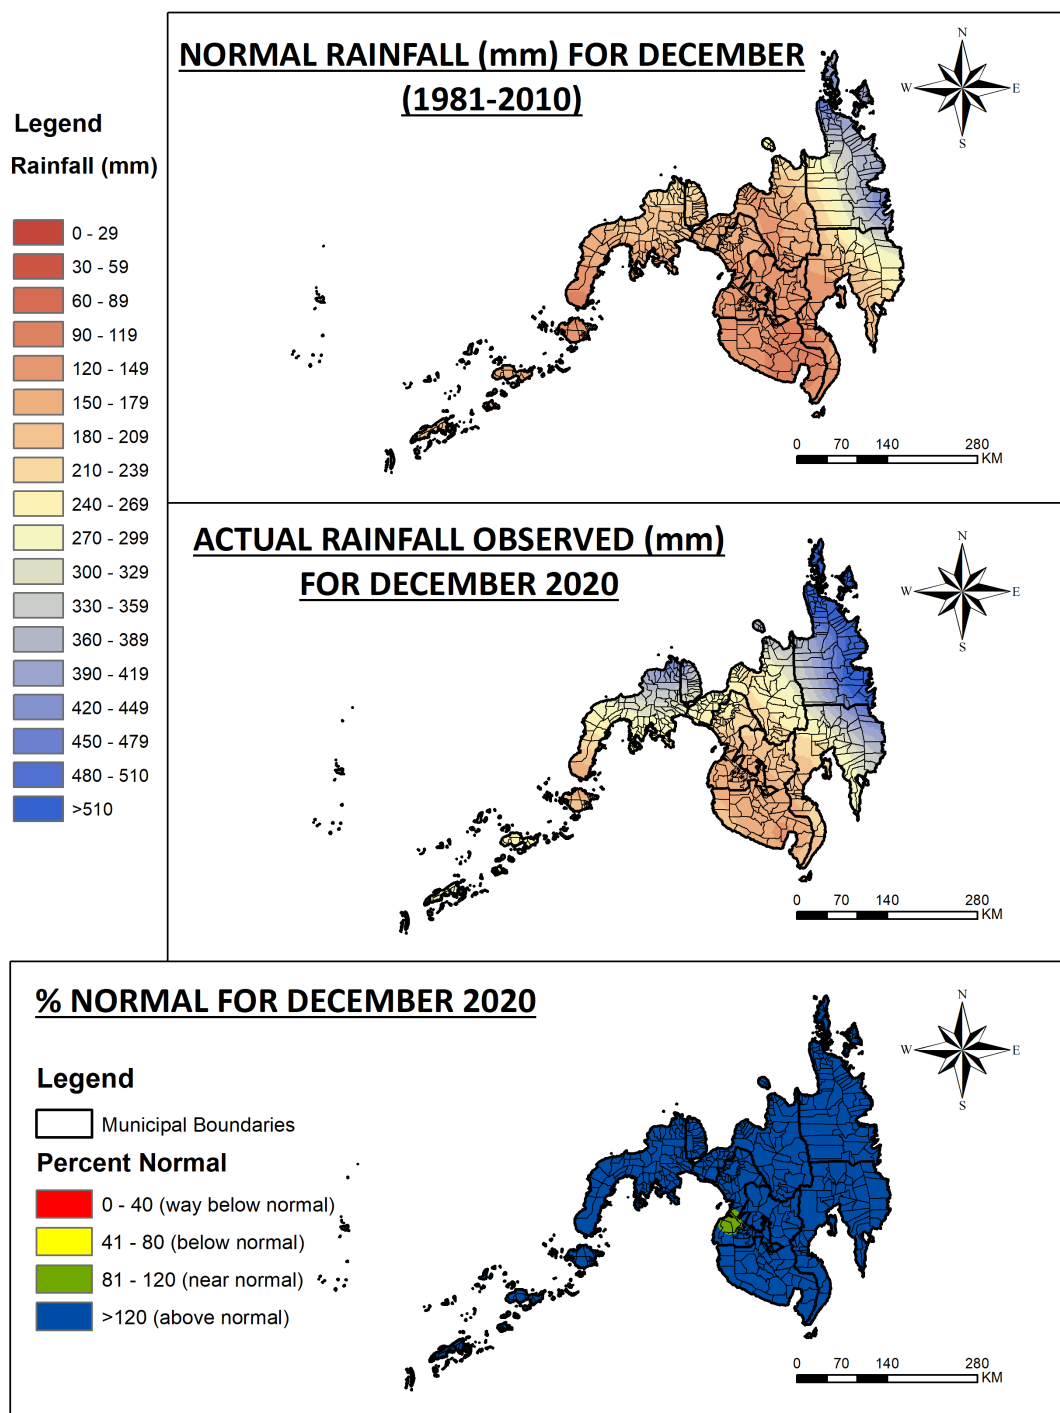 NORMAL RAINFALL (mm) FOR DECEMBER
(1981-2010)
N
W E
S
Legend
Rainfall (mm)
0 - 29
30 - 59
60 - 89
90 - 119
120 - 149
150 - 179
180 - 209
210 - 239
240 - 269
270 - 299
300 - 329
330 - 359
360 - 389
390 - 419
420 - 449
450 - 479
480 - 510
>510
0 70 140 280
KM
ACTUAL RAINFALL OBSERVED (mm)
FOR DECEMBER 2020
N
W E
S
0 70 140 280
KM
% NORMAL FOR DECEMBER 2020
N
W E
S
Legend
Municipal Boundaries
Percent Normal
0 - 40 (way below normal)
41 - 80 (below normal)
81 - 120 (near normal)
>120 (above normal)
0 70 140 280
KM